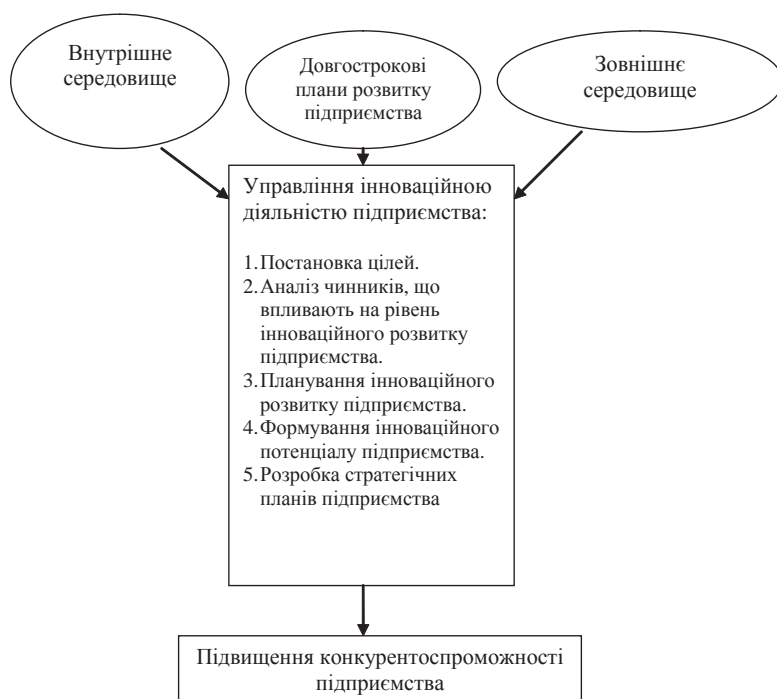 Внутрішне
середовище
Довгострокові
плани розвитку
підприємства
Зовнішнє
середовище
Управління інноваційною
діяльністю підприємства:
1.Постановка цілей.
2.Аналіз чинників, що
впливають на рівень
інноваційного розвитку
підприємства.
3.Планування інноваційного
розвитку підприємства.
4.Формування інноваційного
потенціалу підприємства.
5.Розробка стратегічних
планів підприємства
Підвищення конкурентоспроможності
підприємства